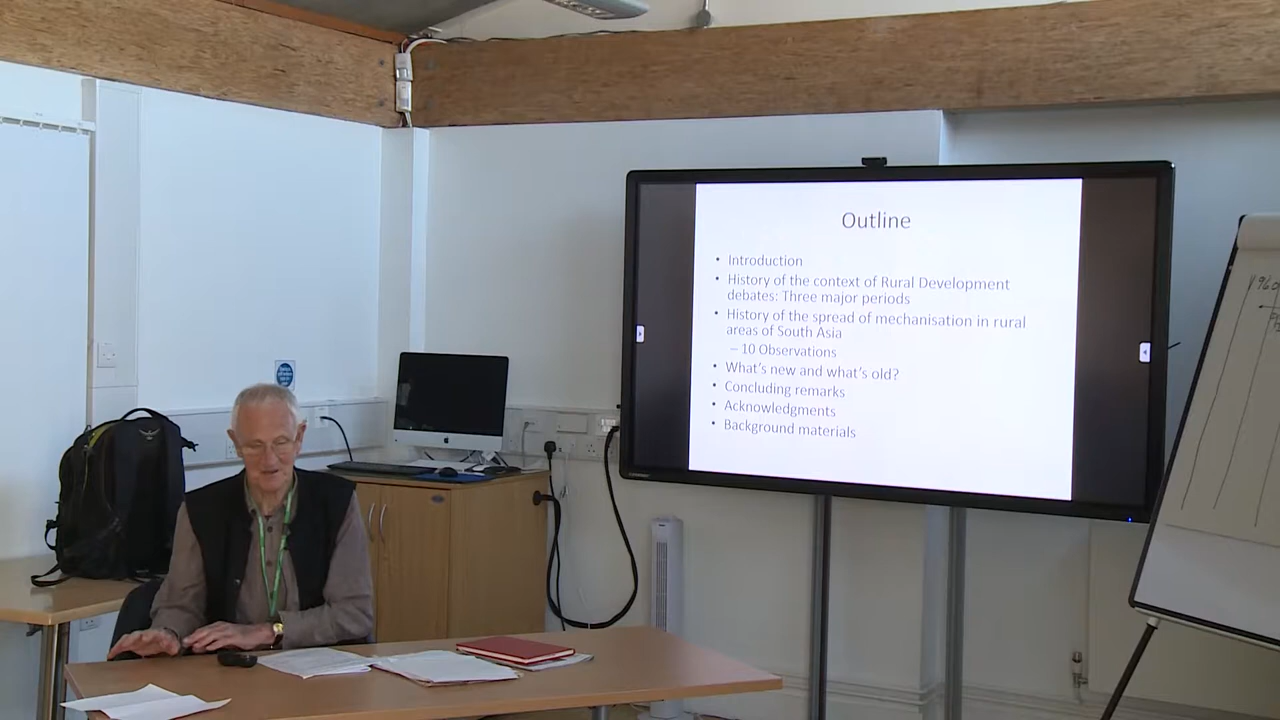 Outline
• Introduction
• History of the context of Rural Development
debates: Three major periods
• History of the spread of mechanisation in rural
areas of South Asia
– 10 Observations
• What's new and what's old?
• Concluding remarks
• Acknowledgments
• Background materials